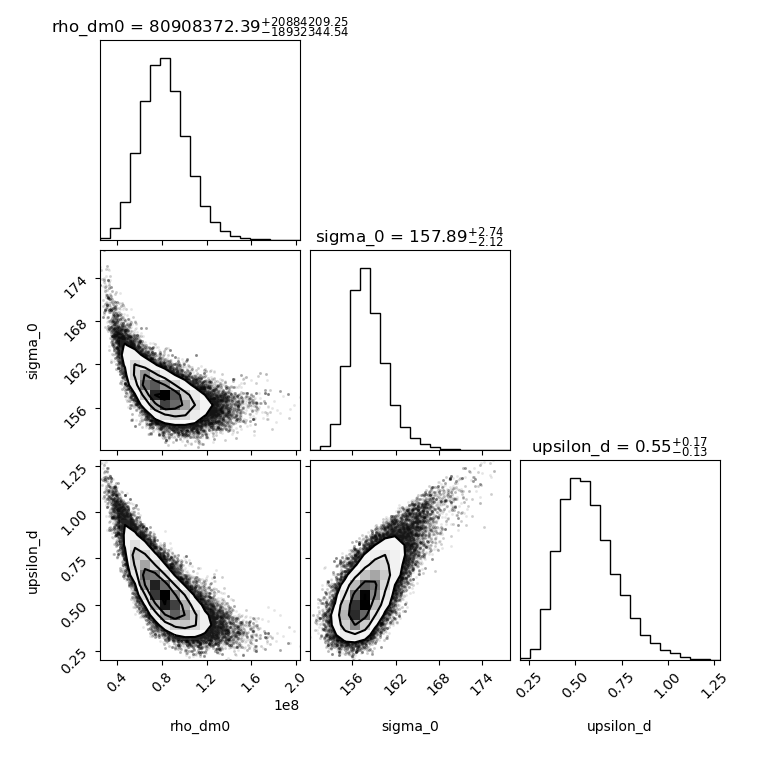 rho_dm0 = 80908372.39+20884209.25−18932344.54
sigma_0 = 157.89+2.74−2.12
174
168
162
156
sigma_0
upsilon_d = 0.55+0.17−0.13
1.25
1.00
0.75
0.50
0.25
upsilon_d
0.4 0.8 1.2 2.0
1e8
rho_dm0
156 162 168 174
sigma_0
0.25 0.50 0.75 1.00 1.25
upsilon_d